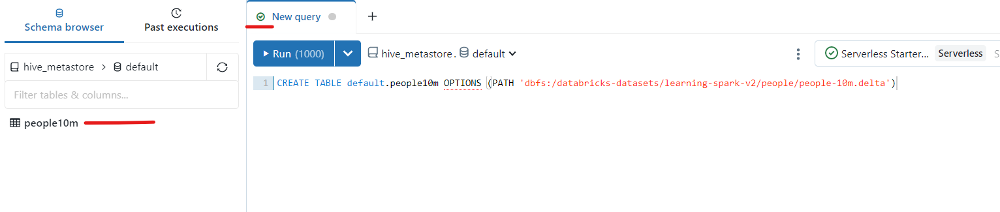 Schema browser
Past executions
hive_metastore > default
Filter tables & columns...
people10m
New query
+
Run (1000)
hive_metastore. default
Serverless Starter... Serverless S
1 CREATE TABLE default.people10m OPTIONS (PATH 'dbfs:/databricks-datasets/learning-spark-v2/people/people-10m.delta')